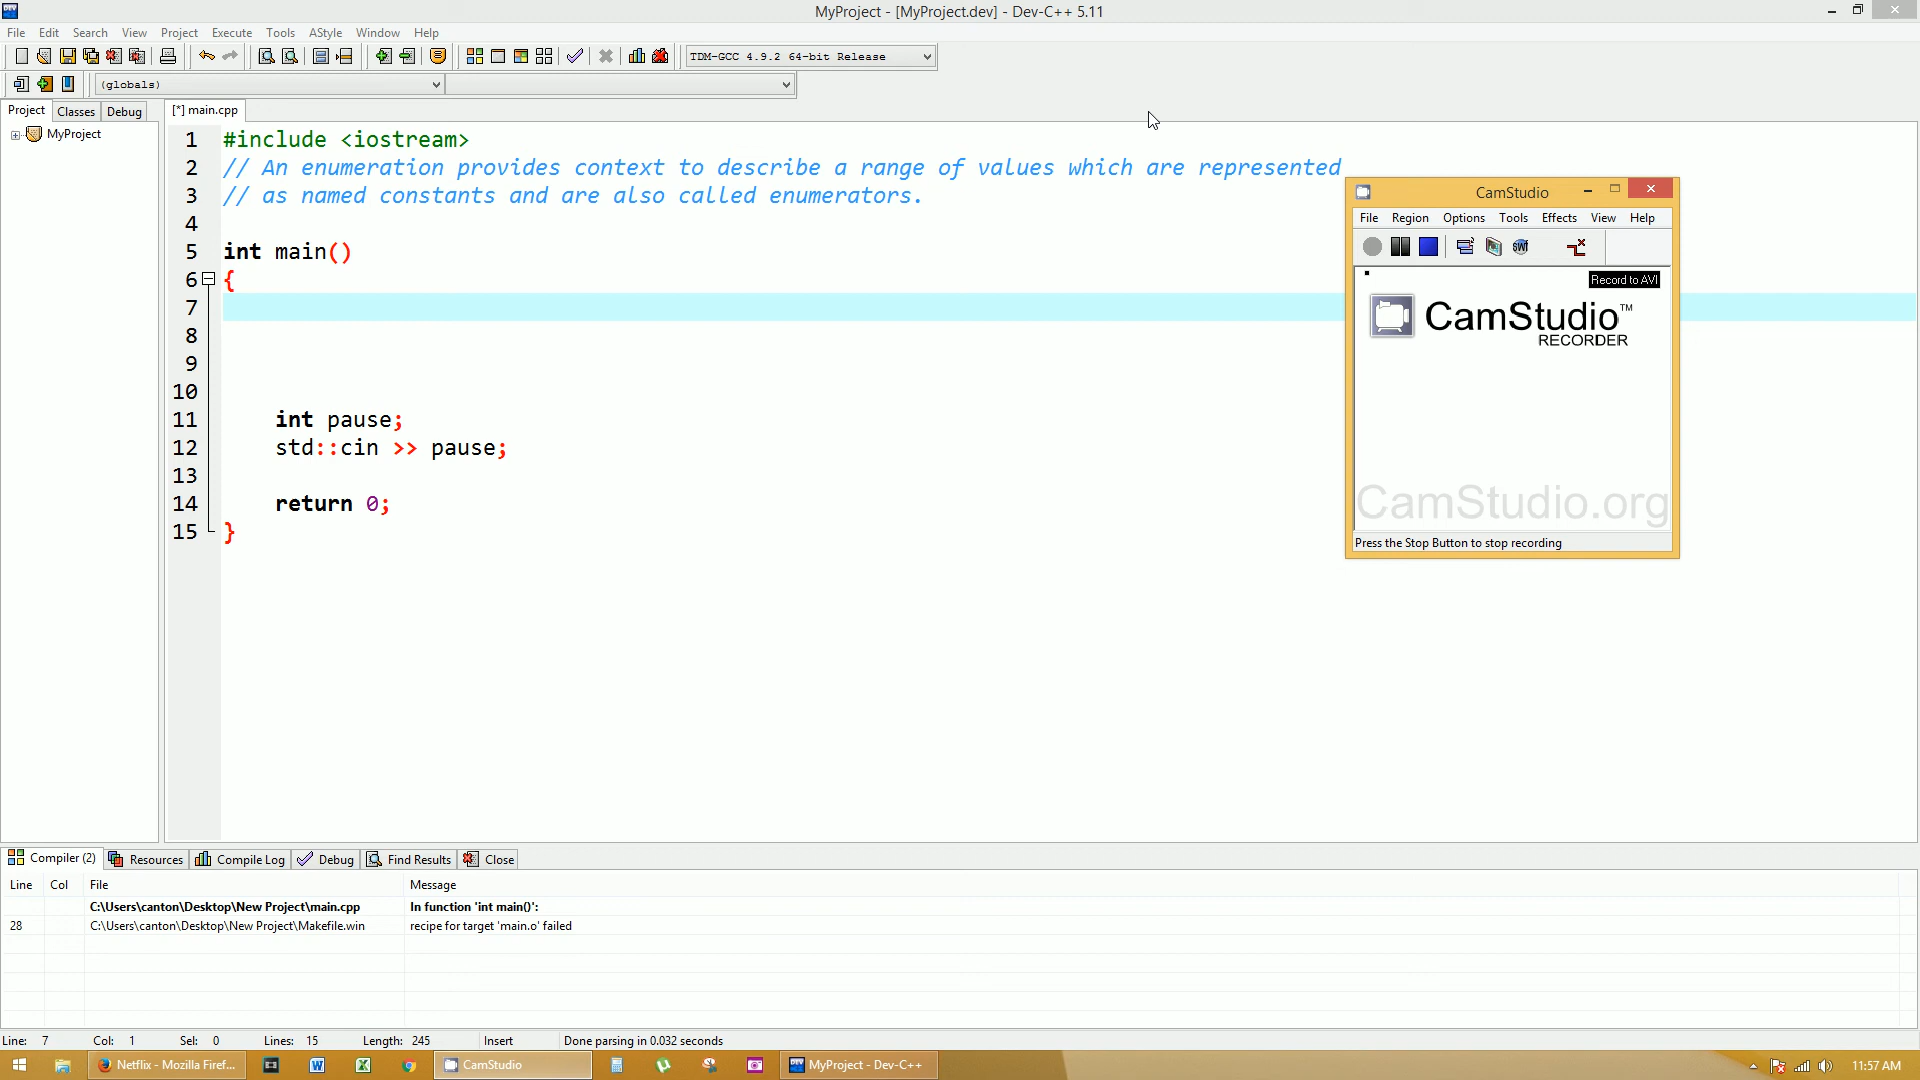 MyProject - [MyProject.dev] - Dev-C++ 5.11
File Edit Search View Project Execute Tools AStyle Window Help
TDM-GCC 4.9.2 64-bit Release
(globals)
Project Classes Debug
[*] main.cpp
MyProject
1 #include <iostream>
2 // An enumeration provides context to describe a range of values which are represented
3 // as named constants and are also called enumerators.
4
5 int main()
6 {
7
8
9
10
11 int pause;
12 std::cin >> pause;
13
14 return 0;
15 }
CamStudio
File Region Options Tools Effects View Help
SWf
Record to AVI
CamStudio™
RECORDER
CamStudio.org
Press the Stop Button to stop recording
Compiler (2) Resources Compile Log Debug Find Results Close
Line Col File Message
C:\Users\canton\Desktop\New Project\main.cpp In function 'int main()':
28 C:\Users\canton\Desktop\New Project\Makefile.win recipe for target 'main.o' failed
Line: 7 Col: 1 Sel: 0 Lines: 15 Length: 245 Insert Done parsing in 0.032 seconds
Netflix - Mozilla Firef... CamStudio MyProject - Dev-C++ 11:57 AM